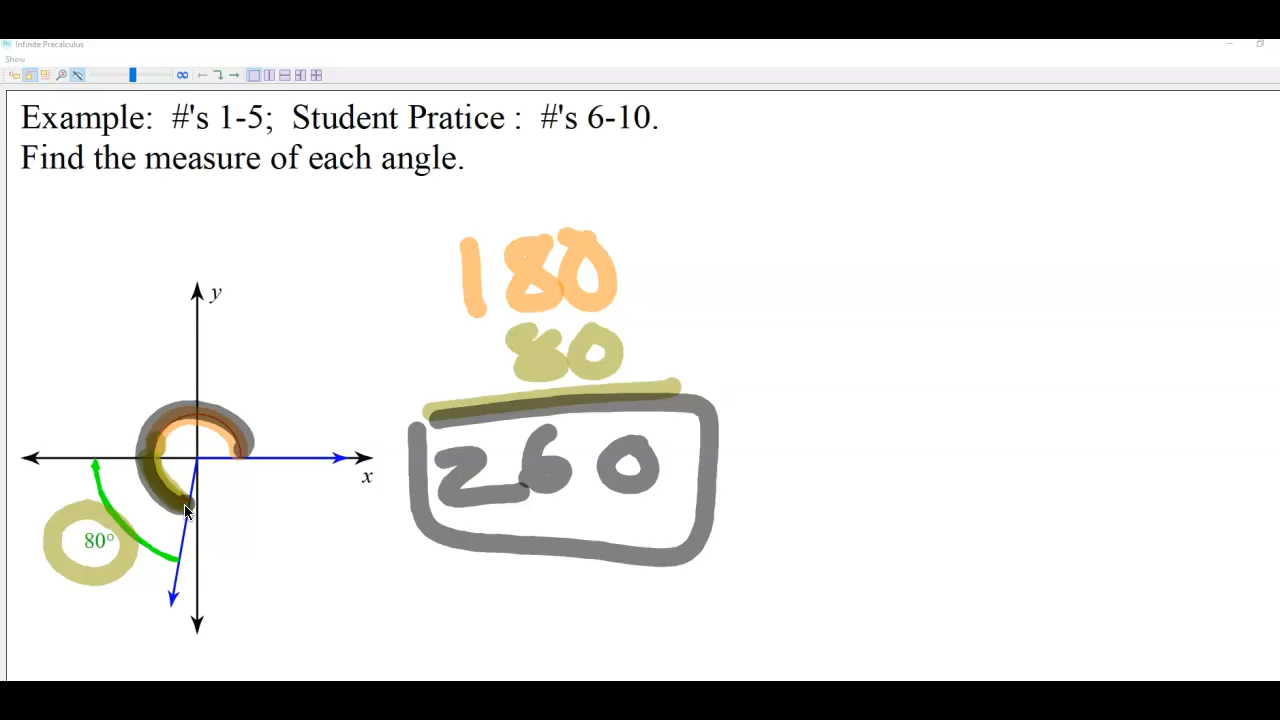 Infinite Precalculus
Show
Example: #'s 1-5; Student Pratice : #'s 6-10.
Find the measure of each angle.
180
80
260
y
x
80°